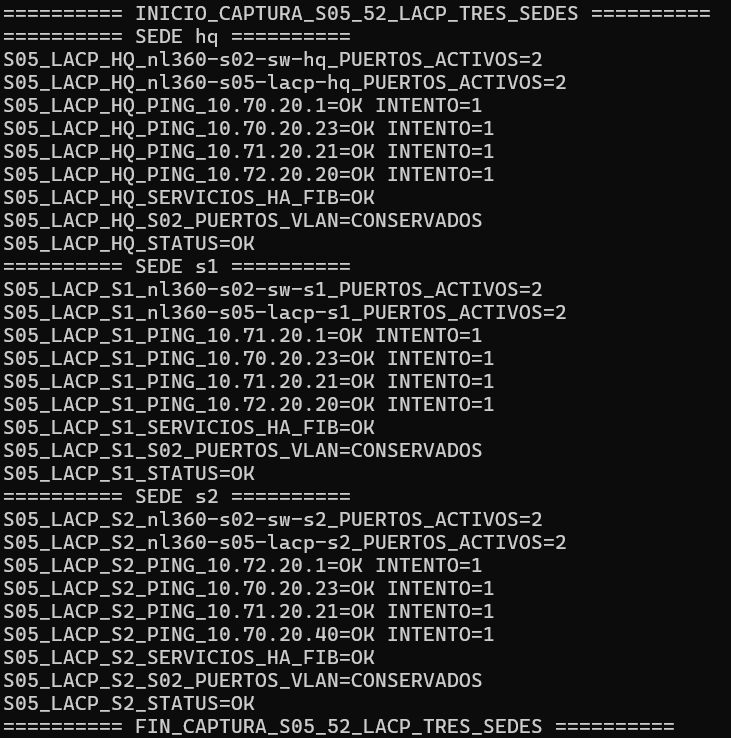 ========== INICIO_CAPTURA_S05_52_LACP_TRES_SEDES ==========
========== SEDE hq ==========
S05_LACP_HQ_nl360-s02-sw-hq_PUERTOS_ACTIVOS=2
S05_LACP_HQ_nl360-s05-lacp-hq_PUERTOS_ACTIVOS=2
S05_LACP_HQ_PING_10.70.20.1=OK INTENTO=1
S05_LACP_HQ_PING_10.70.20.23=OK INTENTO=1
S05_LACP_HQ_PING_10.71.20.21=OK INTENTO=1
S05_LACP_HQ_PING_10.72.20.20=OK INTENTO=1
S05_LACP_HQ_SERVICIOS_HA_FIB=OK
S05_LACP_HQ_S02_PUERTOS_VLAN=CONSERVADOS
S05_LACP_HQ_STATUS=OK
========== SEDE s1 ==========
S05_LACP_S1_nl360-s02-sw-s1_PUERTOS_ACTIVOS=2
S05_LACP_S1_nl360-s05-lacp-s1_PUERTOS_ACTIVOS=2
S05_LACP_S1_PING_10.71.20.1=OK INTENTO=1
S05_LACP_S1_PING_10.70.20.23=OK INTENTO=1
S05_LACP_S1_PING_10.71.20.21=OK INTENTO=1
S05_LACP_S1_PING_10.72.20.20=OK INTENTO=1
S05_LACP_S1_SERVICIOS_HA_FIB=OK
S05_LACP_S1_S02_PUERTOS_VLAN=CONSERVADOS
S05_LACP_S1_STATUS=OK
========== SEDE s2 ==========
S05_LACP_S2_nl360-s02-sw-s2_PUERTOS_ACTIVOS=2
S05_LACP_S2_nl360-s05-lacp-s2_PUERTOS_ACTIVOS=2
S05_LACP_S2_PING_10.72.20.1=OK INTENTO=1
S05_LACP_S2_PING_10.70.20.23=OK INTENTO=1
S05_LACP_S2_PING_10.71.20.21=OK INTENTO=1
S05_LACP_S2_PING_10.70.20.40=OK INTENTO=1
S05_LACP_S2_SERVICIOS_HA_FIB=OK
S05_LACP_S2_S02_PUERTOS_VLAN=CONSERVADOS
S05_LACP_S2_STATUS=OK
========== FIN_CAPTURA_S05_52_LACP_TRES_SEDES ==========